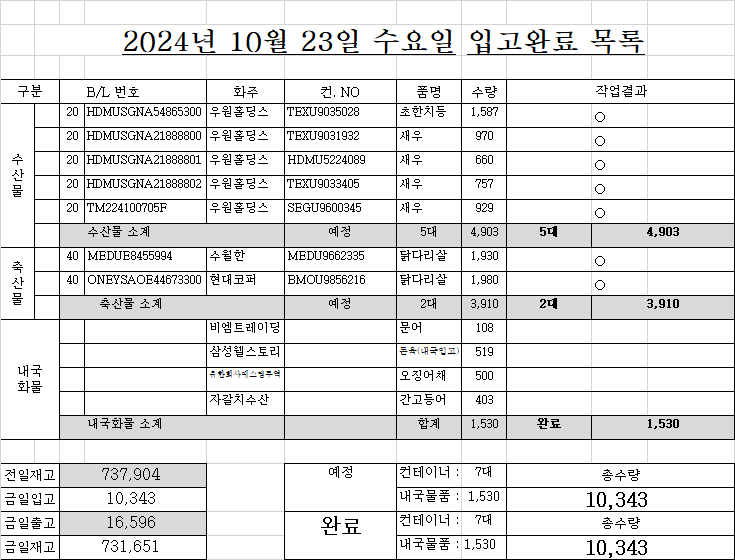 2024년 10월 23일 수요일 입고완료 목록
구분 B/L 번호 화주 컨. NO 품명 수량 작업결과
수산물
20 HDMUSGNA54865300 우원홀딩스 TEXU9035028 초한치등 1,587 ○
20 HDMUSGNA21888800 우원홀딩스 TEXU9031932 새우 970 ○
20 HDMUSGNA21888801 우원홀딩스 HDMU5224089 새우 660 ○
20 HDMUSGNA21888802 우원홀딩스 TEXU9033405 새우 757 ○
20 TM224100705F 우원홀딩스 SEGU9600345 새우 929 ○
수산물 소계 예정 5대 4,903 5대 4,903
축산물
40 MEDUE8455994 수월한 MEDU9662335 닭다리살 1,930 ○
40 ONEYSAOE44673300 현대코퍼 BMOU9856216 닭다리살 1,980 ○
축산물 소계 예정 2대 3,910 2대 3,910
내국
화물
비엠트레이딩 문어 108
삼성웰스토리 돈육(내국입고) 519
오징어채 500
자갈치수산 간고등어 403
내국화물 소계 합계 1,530 완료 1,530
전일재고 737,904 예정 컨테이너 : 7대 총수량
금일입고 10,343 내국물품 : 1,530 10,343
금일출고 16,596 완료 컨테이너 : 7대 총수량
금일재고 731,651 내국물품 : 1,530 10,343